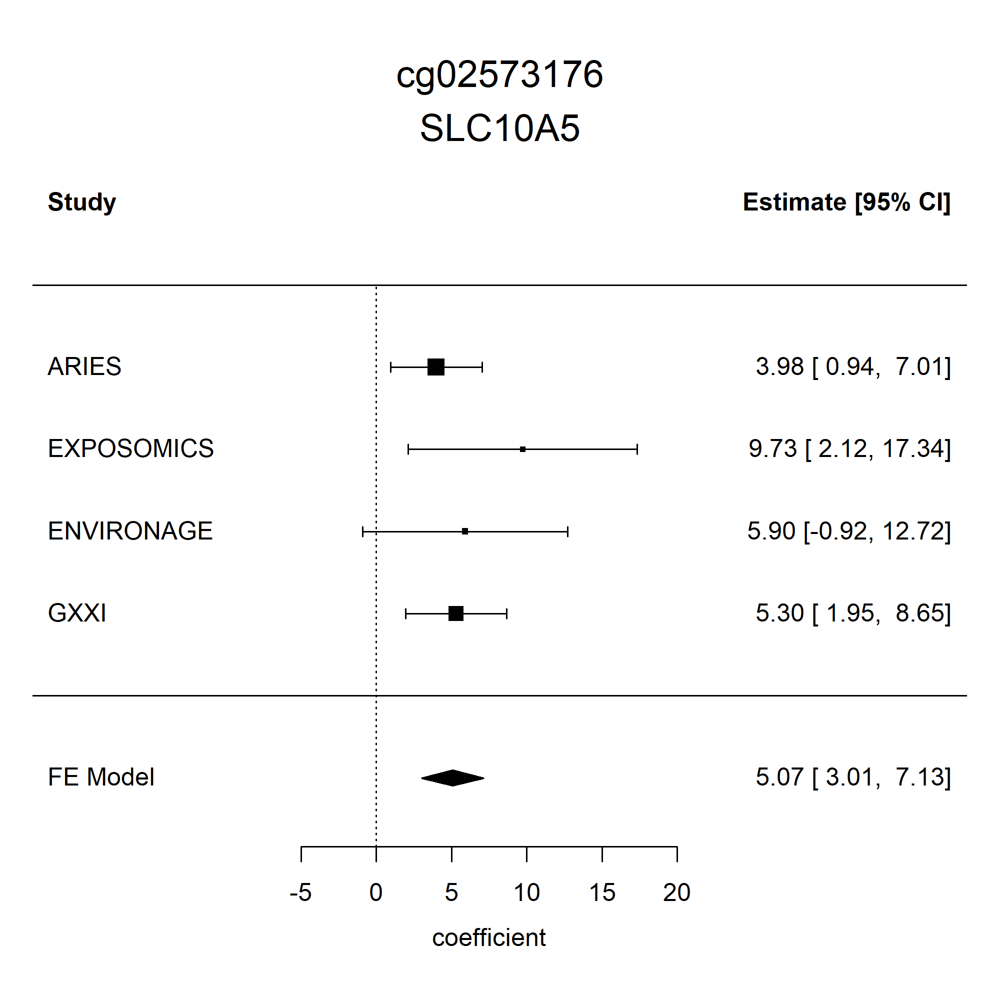 cg02573176
SLC10A5
Study Estimate [95% CI]
ARIES 3.98 [ 0.94,  7.01]
EXPOSOMICS 9.73 [ 2.12, 17.34]
ENVIRONAGE 5.90 [-0.92, 12.72]
GXXI 5.30 [ 1.95,  8.65]
FE Model 5.07 [ 3.01,  7.13]
-5 0 5 10 15 20
coefficient